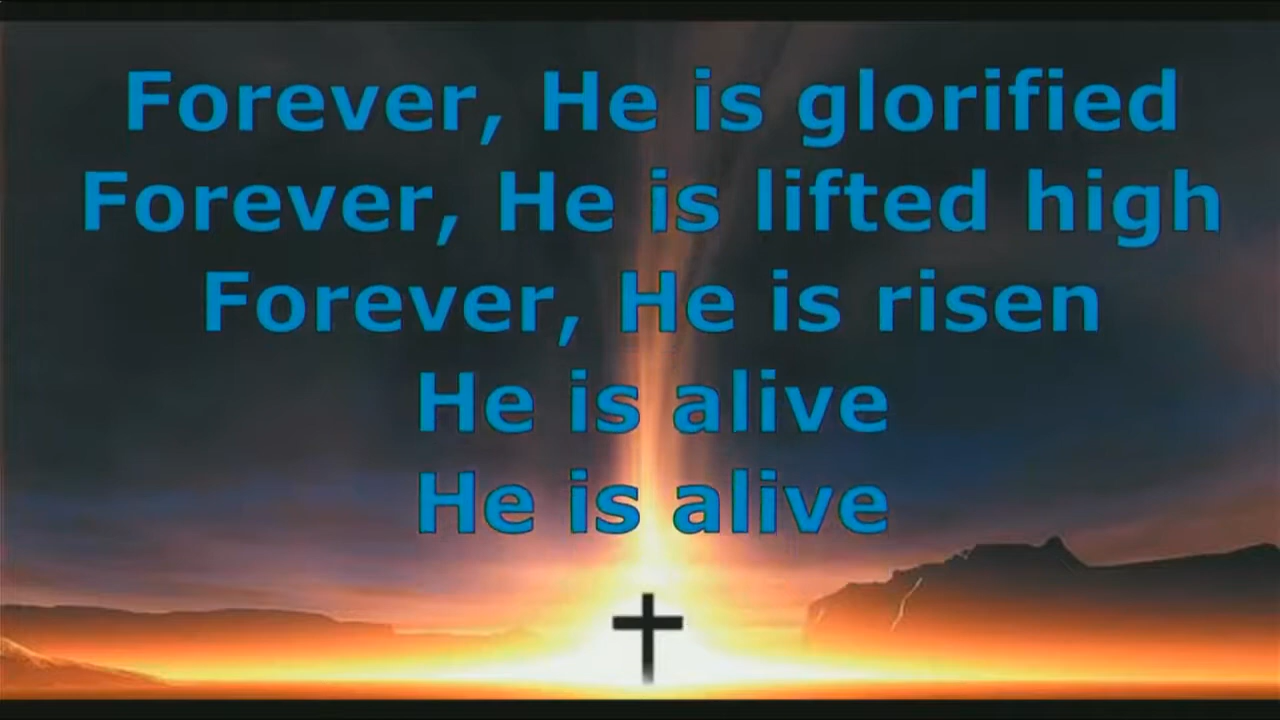 Forever, He is glorified
Forever, He is lifted high
Forever, He is risen
He is alive
He is alive